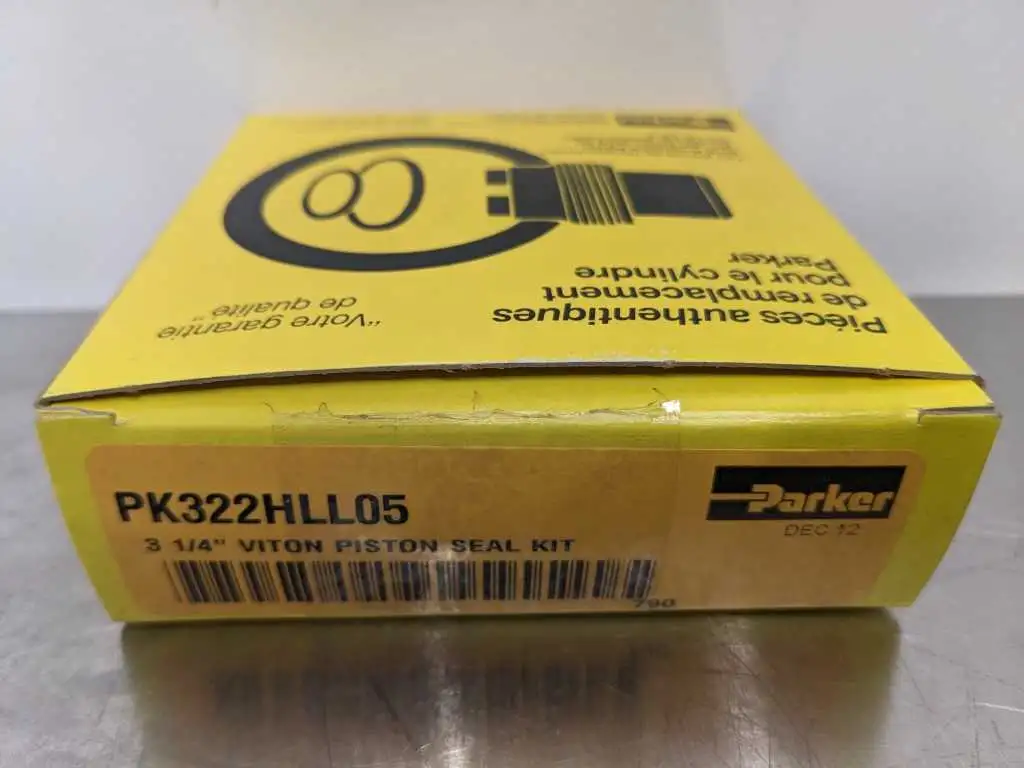 Pièces authentiques
de remplacement
pour le cylindre
Parker
"Votre garantie
de qualité"
PK322HLL05
Parker
DEC 12
3 1/4" VITON PISTON SEAL KIT
790